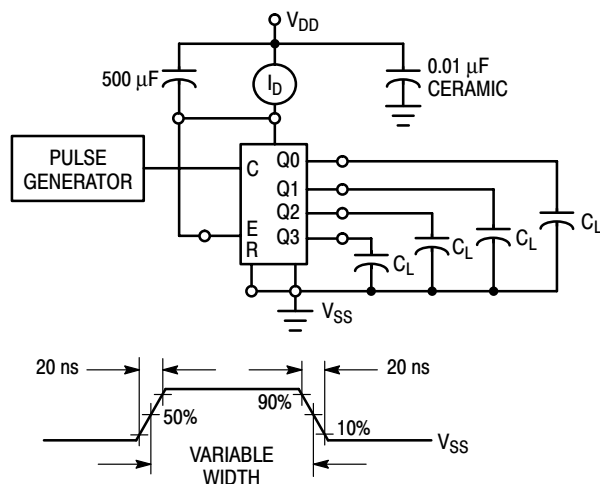 V_DD
500 µF
I_D
0.01 µF
CERAMIC
PULSE
GENERATOR
C
Q0
Q1
Q2
E
Q3
R
C_L
C_L
C_L
C_L
V_SS
20 ns
20 ns
50%
90%
10%
VARIABLE
WIDTH
V_SS